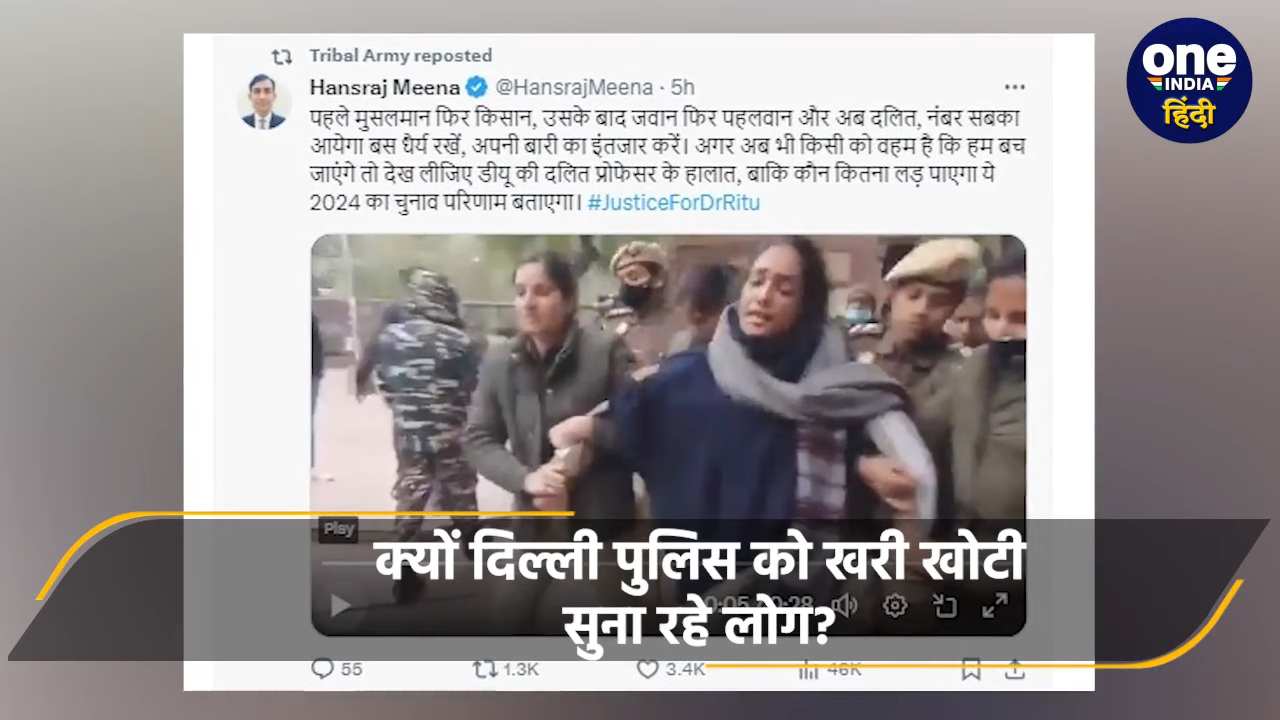 Tribal Army reposted
Hansraj Meena @HansrajMeena · 5h
पहले मुसलमान फिर किसान, उसके बाद जवान फिर पहलवान और अब दलित, नंबर सबका
आयेगा बस धैर्य रखें, अपनी बारी का इंतजार करें। अगर अब भी किसी को वहम है कि हम बच
जाएंगे तो देख लीजिए डीयू की दलित प्रोफेसर के हालात, बाकि कौन कितना लड़ पाएगा ये
2024 का चुनाव परिणाम बताएगा। #JusticeForDrRitu
one
INDIA
हिंदी
Play
क्यों दिल्ली पुलिस को खरी खोटी
सुना रहे लोग?
0:05 / 0:28
55 1.3K 3.4K 46K